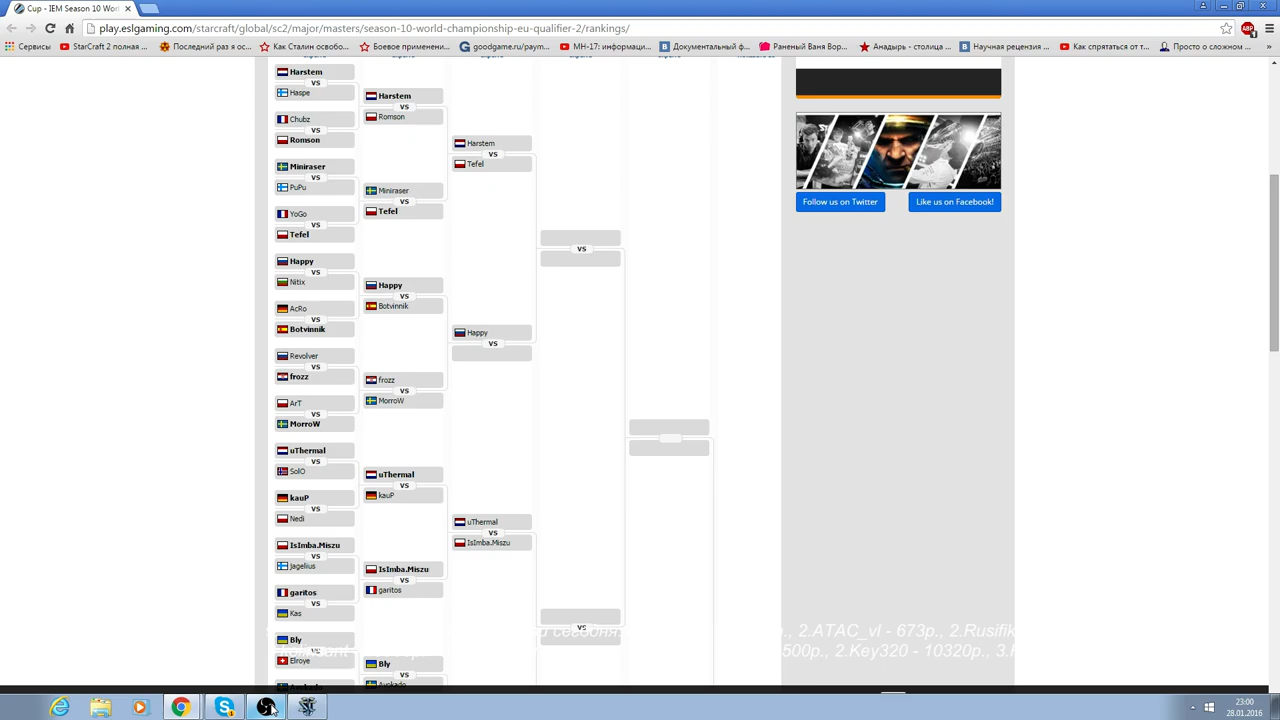 Cup - IEM Season 10 Worl
play.eslgaming.com/starcraft/global/sc2/major/masters/season-10-world-championship-eu-qualifier-2/rankings/
Сервисы
StarCraft 2 полная
Последний раз я ос
Как Сталин освобо
Боевое применени
goodgame.ru/paym
МН-17: информаци
Документальный ф
Раненый Ваня Вор
Анадырь - столица
Научная рецензия
Как спрятаться от т
Просто о сложном
Harstem
VS
Haspe
Chubz
VS
Romson
Miniraser
VS
PuPu
YoGo
VS
Tefel
Happy
VS
Nitix
AcRo
VS
Botvinnik
Revolver
VS
frozz
ArT
VS
MorroW
uThermal
VS
SolO
kauP
VS
Nedi
IsImba.Miszu
VS
Jagelius
garitos
VS
Kas
Bly
VS
Elroye
Harstem
VS
Romson
Miniraser
VS
Tefel
Happy
VS
Botvinnik
frozz
VS
MorroW
uThermal
VS
kauP
IsImba.Miszu
VS
garitos
Bly
VS
Harstem
VS
Tefel
Happy
VS
uThermal
VS
IsImba.Miszu
VS
VS
Follow us on Twitter
Like us on Facebook!
сегодня:
р., 2.ATAC_vl - 673р., 2.Rusifik
500р., 2.Key320 - 10320р., 3.
23:00
28.01.2016